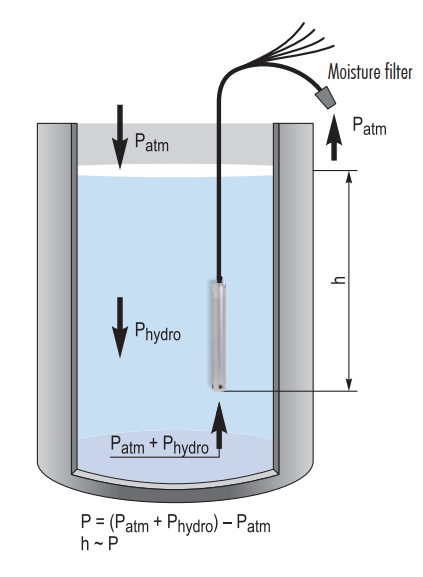 Moisture filter
Patm
Patm
h
Phydro
Patm + Phydro
P = (Patm + Phydro) – Patm
h ~ P